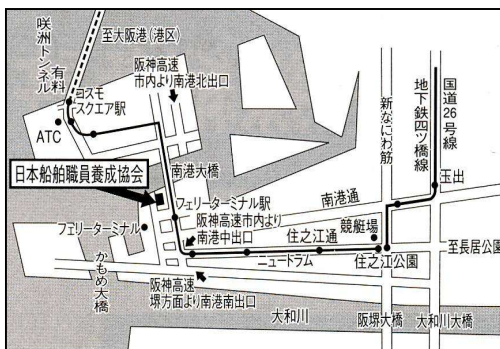 至大阪港(港区)
咲洲トンネル
有料
コスモ
スクエア駅
ATC
阪神高速
市内より南港北出口
南港大橋
新なにわ筋
地下鉄四ツ橋線
国道26号線
玉出
日本船舶職員養成協会
フェリーターミナル駅
阪神高速市内より
南港中出口
南港通
競艇場
住之江通
フェリーターミナル
ニュートラム
住之江公園
至長居公園
かもめ大橋
阪神高速
堺方面より南港南出口
大和川
阪堺大橋
大和川大橋